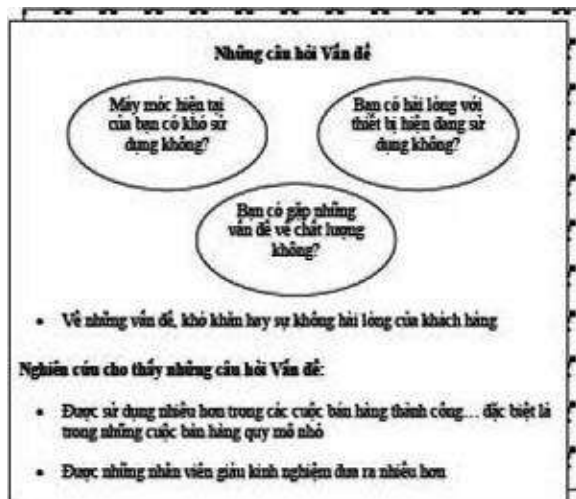 Những câu hỏi Vấn đề
Máy móc hiện tại
của bạn có khó sử
dụng không?
Bạn có hài lòng với
thiết bị hiện đang sử
dụng không?
Bạn có gặp những
vấn đề về chất lượng
không?
• Về những vấn đề, khó khăn hay sự không hài lòng của khách hàng
Nghiên cứu cho thấy những câu hỏi Vấn đề:
• Được sử dụng nhiều hơn trong các cuộc bán hàng thành công… đặc biệt là
trong những cuộc bán hàng quy mô nhỏ
• Được những nhân viên giàu kinh nghiệm đưa ra nhiều hơn